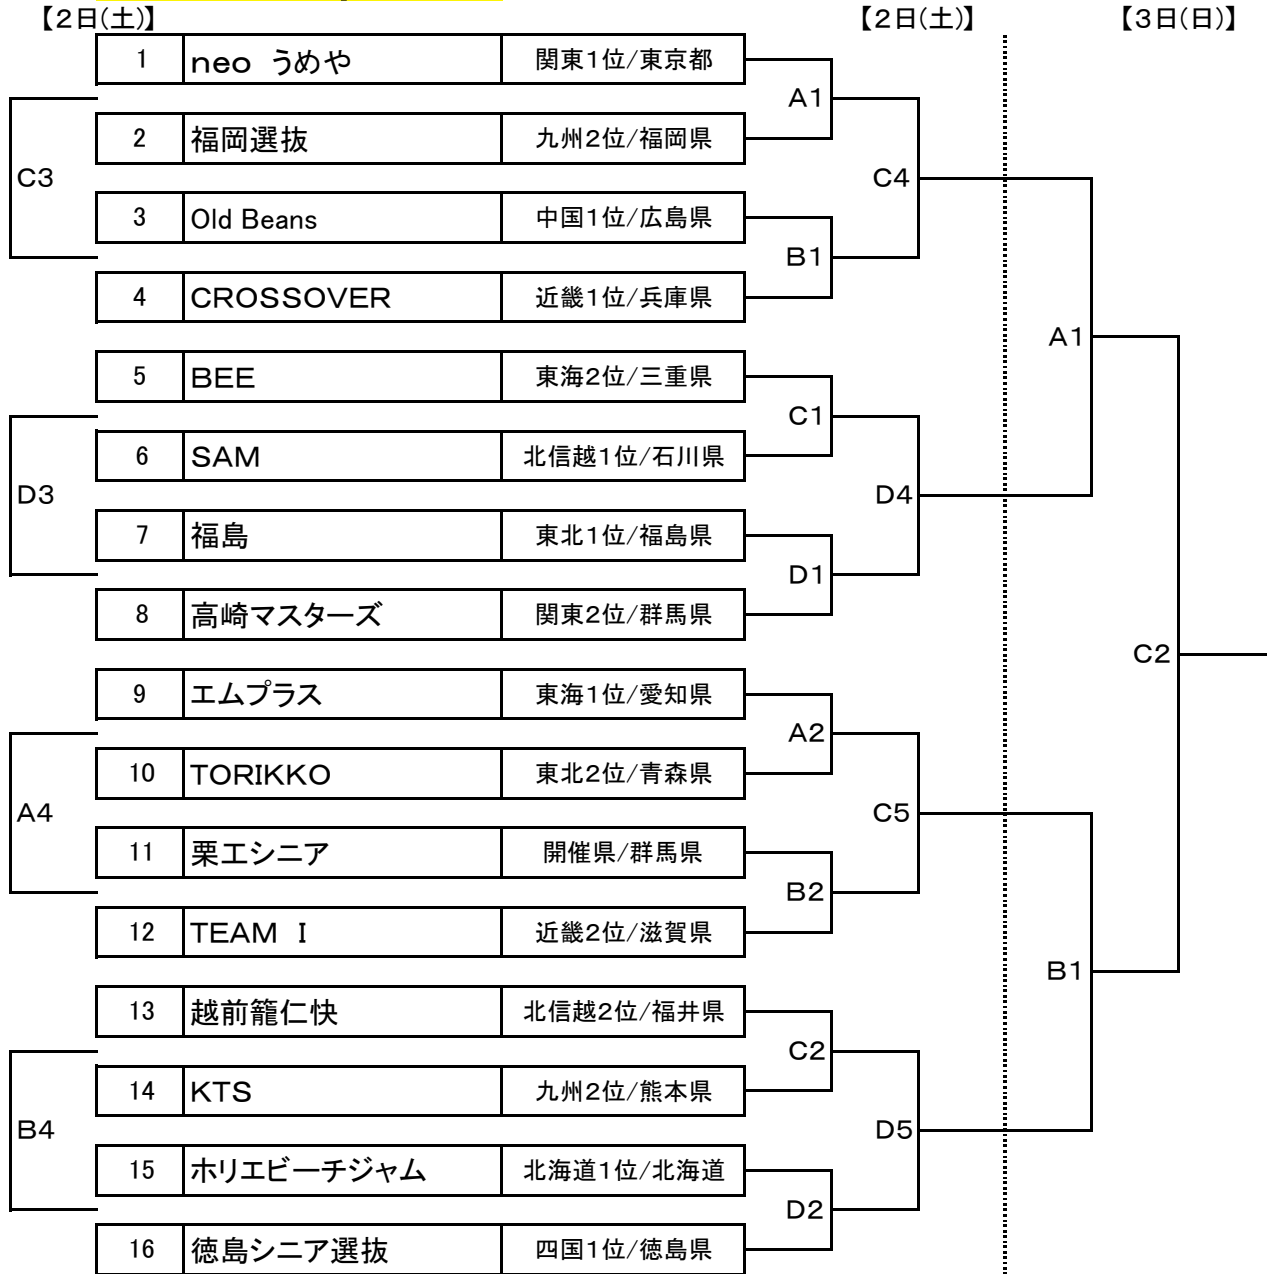 【2日(土)】 【2日(土)】 【3日(日)】
1 neo うめや 関東1位/東京都
A1
2 福岡選抜 九州2位/福岡県
C3 C4
3 Old Beans 中国1位/広島県
B1
4 CROSSOVER 近畿1位/兵庫県
A1
5 BEE 東海2位/三重県
C1
6 SAM 北信越1位/石川県
D3 D4
7 福島 東北1位/福島県
D1
8 高崎マスターズ 関東2位/群馬県
C2
9 エムプラス 東海1位/愛知県
A2
10 TORIKKO 東北2位/青森県
A4 C5
11 栗エシニア 開催県/群馬県
B2
12 TEAM I 近畿2位/滋賀県
B1
13 越前籠仁快 北信越2位/福井県
C2
14 KTS 九州2位/熊本県
B4 D5
15 ホリエビーチジャム 北海道1位/北海道
D2
16 徳島シニア選抜 四国1位/徳島県